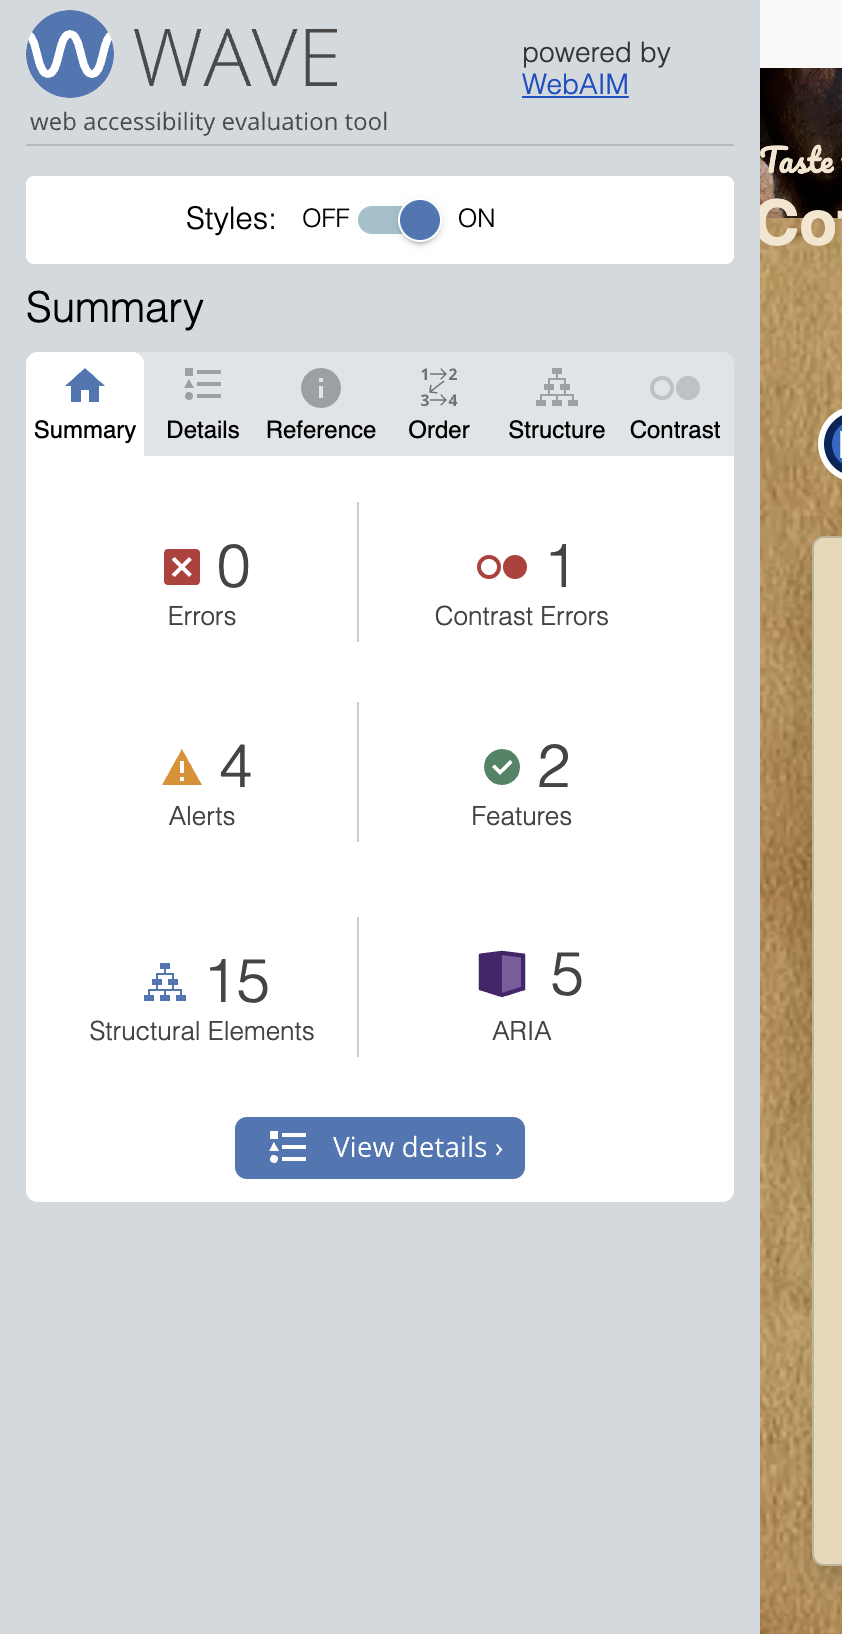 WAVE
web accessibility evaluation tool
powered by
WebAIM
Styles: OFF ON
Summary
Summary Details Reference Order Structure Contrast
1→2
3→4
0
Errors
1
Contrast Errors
4
Alerts
2
Features
15
Structural Elements
5
ARIA
View details ›
Taste